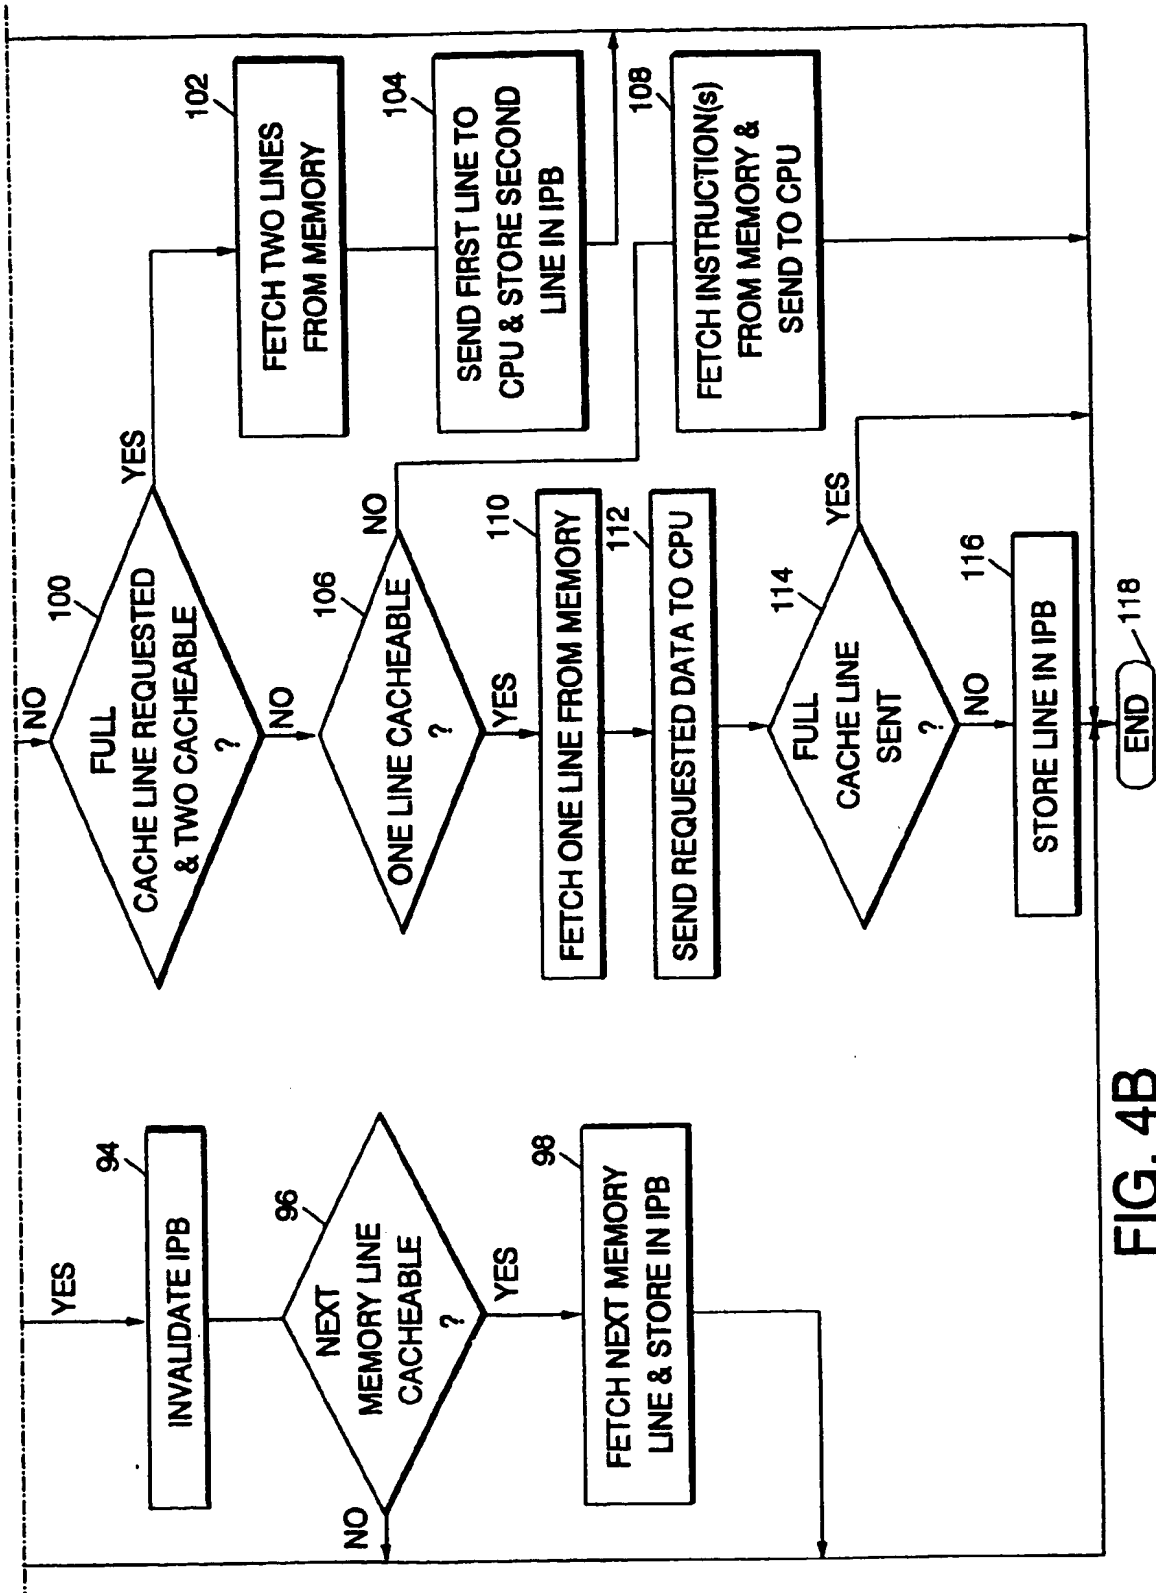 YES
94
INVALIDATE IPB
96
NEXT
MEMORY LINE
CACHEABLE
?
NO
YES
98
FETCH NEXT MEMORY
LINE & STORE IN IPB
NO
100
FULL
CACHE LINE REQUESTED
& TWO CACHEABLE
?
YES
NO
102
FETCH TWO LINES
FROM MEMORY
104
SEND FIRST LINE TO
CPU & STORE SECOND
LINE IN IPB
106
ONE LINE CACHEABLE
?
NO
YES
108
FETCH INSTRUCTION(s)
FROM MEMORY &
SEND TO CPU
110
FETCH ONE LINE FROM MEMORY
112
SEND REQUESTED DATA TO CPU
114
FULL
CACHE LINE
SENT
?
YES
NO
116
STORE LINE IN IPB
118
END
FIG. 4B